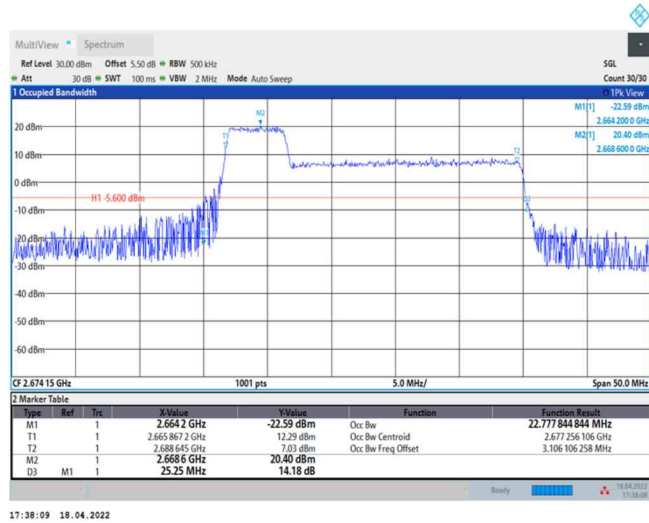 MultiView Spectrum
Ref Level 30.00 dBm Offset 5.50 dB RBW 500 kHz SGL
Att 30 dB SWT 100 ms VBW 2 MHz Mode Auto Sweep Count 30/30
1 Occupied Bandwidth 1Pk View
M1[1] -22.59 dBm
2.664 200 0 GHz
M2[1] 20.40 dBm
2.668 600 0 GHz
M2
20 dBm
T1
T2
10 dBm
0 dBm
H1 -5.600 dBm
D3
-10 dBm
-20 dBm
-30 dBm
-40 dBm
-50 dBm
-60 dBm
CF 2.674 15 GHz 1001 pts 5.0 MHz/ Span 50.0 MHz
2 Marker Table
Type Ref Trc X-Value Y-Value Function Function Result
M1 1 2.664 2 GHz -22.59 dBm Occ Bw 22.777 844 844 MHz
T1 1 2.665 867 2 GHz 12.29 dBm Occ Bw Centroid 2.677 256 106 GHz
T2 1 2.688 645 GHz 7.03 dBm Occ Bw Freq Offset 3.106 106 258 MHz
M2 1 2.668 6 GHz 20.40 dBm
D3 M1 1 25.25 MHz 14.18 dB
Ready 18.04.2022
17:38:08
17:38:09 18.04.2022